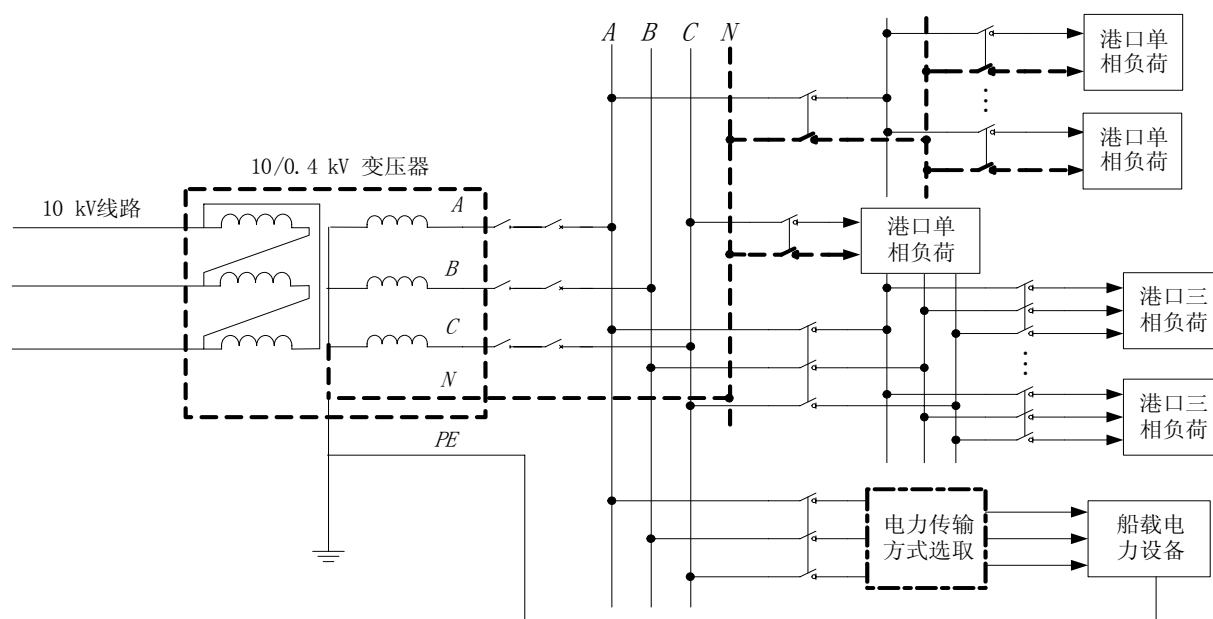 A B C N
港口单
相负荷
港口单
相负荷
10/0.4 kV 变压器
10 kV线路
A
B
C
N
PE
港口单
相负荷
港口三
相负荷
港口三
相负荷
电力传输
方式选取
船载电
力设备